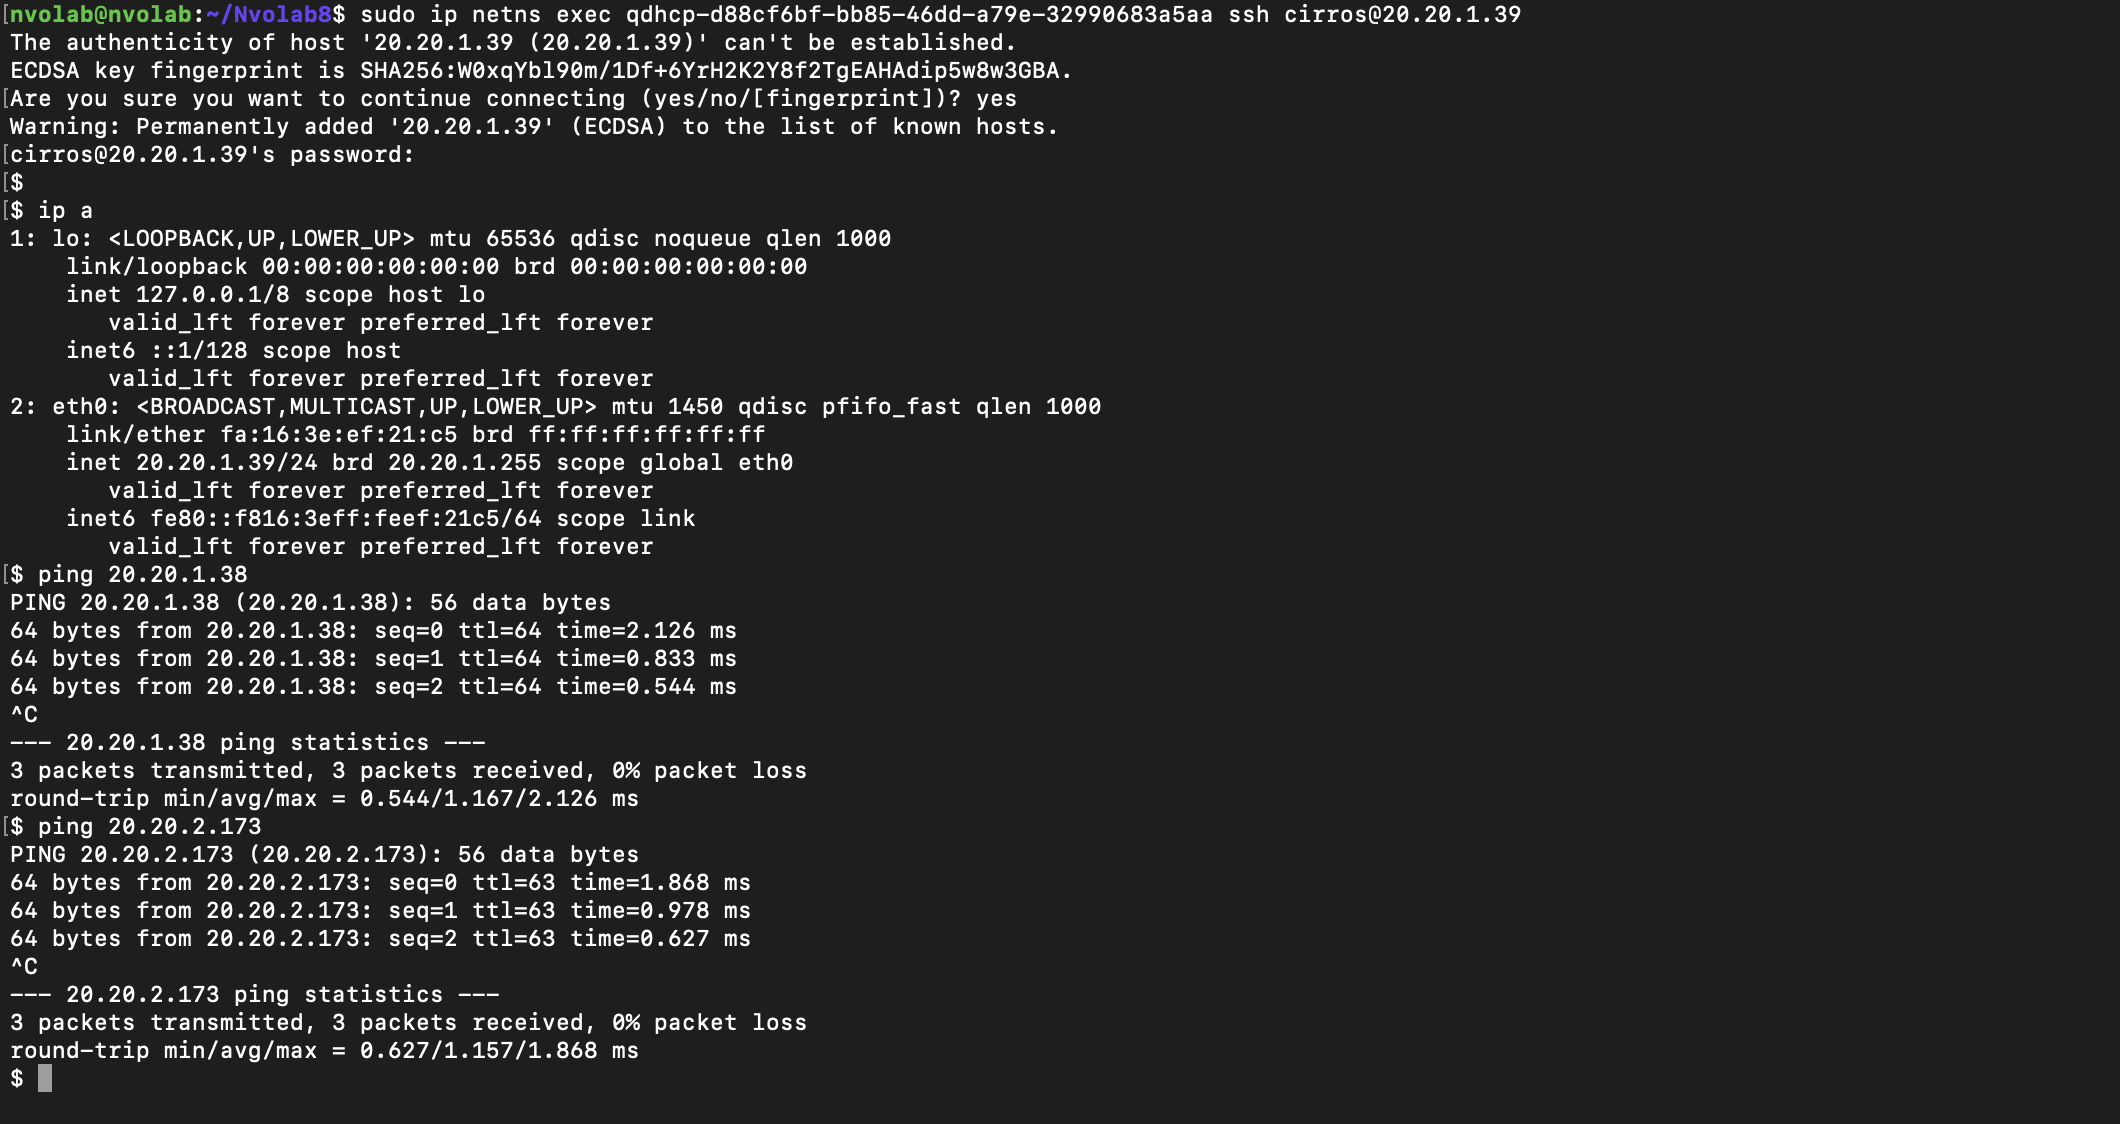 [nvolab@nvolab:~/Nvolab8$ sudo ip netns exec qdhcp-d88cf6bf-bb85-46dd-a79e-32990683a5aa ssh cirros@20.20.1.39
The authenticity of host '20.20.1.39 (20.20.1.39)' can't be established.
ECDSA key fingerprint is SHA256:W0xqYbl90m/1Df+6YrH2K2Y8f2TgEAHAdip5w8w3GBA.
[Are you sure you want to continue connecting (yes/no/[fingerprint])? yes
Warning: Permanently added '20.20.1.39' (ECDSA) to the list of known hosts.
[cirros@20.20.1.39's password:
[$
[$ ip a
1: lo: <LOOPBACK,UP,LOWER_UP> mtu 65536 qdisc noqueue qlen 1000
    link/loopback 00:00:00:00:00:00 brd 00:00:00:00:00:00
    inet 127.0.0.1/8 scope host lo
       valid_lft forever preferred_lft forever
    inet6 ::1/128 scope host
       valid_lft forever preferred_lft forever
2: eth0: <BROADCAST,MULTICAST,UP,LOWER_UP> mtu 1450 qdisc pfifo_fast qlen 1000
    link/ether fa:16:3e:ef:21:c5 brd ff:ff:ff:ff:ff:ff
    inet 20.20.1.39/24 brd 20.20.1.255 scope global eth0
       valid_lft forever preferred_lft forever
    inet6 fe80::f816:3eff:feef:21c5/64 scope link
       valid_lft forever preferred_lft forever
[$ ping 20.20.1.38
PING 20.20.1.38 (20.20.1.38): 56 data bytes
64 bytes from 20.20.1.38: seq=0 ttl=64 time=2.126 ms
64 bytes from 20.20.1.38: seq=1 ttl=64 time=0.833 ms
64 bytes from 20.20.1.38: seq=2 ttl=64 time=0.544 ms
^C
--- 20.20.1.38 ping statistics ---
3 packets transmitted, 3 packets received, 0% packet loss
round-trip min/avg/max = 0.544/1.167/2.126 ms
[$ ping 20.20.2.173
PING 20.20.2.173 (20.20.2.173): 56 data bytes
64 bytes from 20.20.2.173: seq=0 ttl=63 time=1.868 ms
64 bytes from 20.20.2.173: seq=1 ttl=63 time=0.978 ms
64 bytes from 20.20.2.173: seq=2 ttl=63 time=0.627 ms
^C
--- 20.20.2.173 ping statistics ---
3 packets transmitted, 3 packets received, 0% packet loss
round-trip min/avg/max = 0.627/1.157/1.868 ms
$